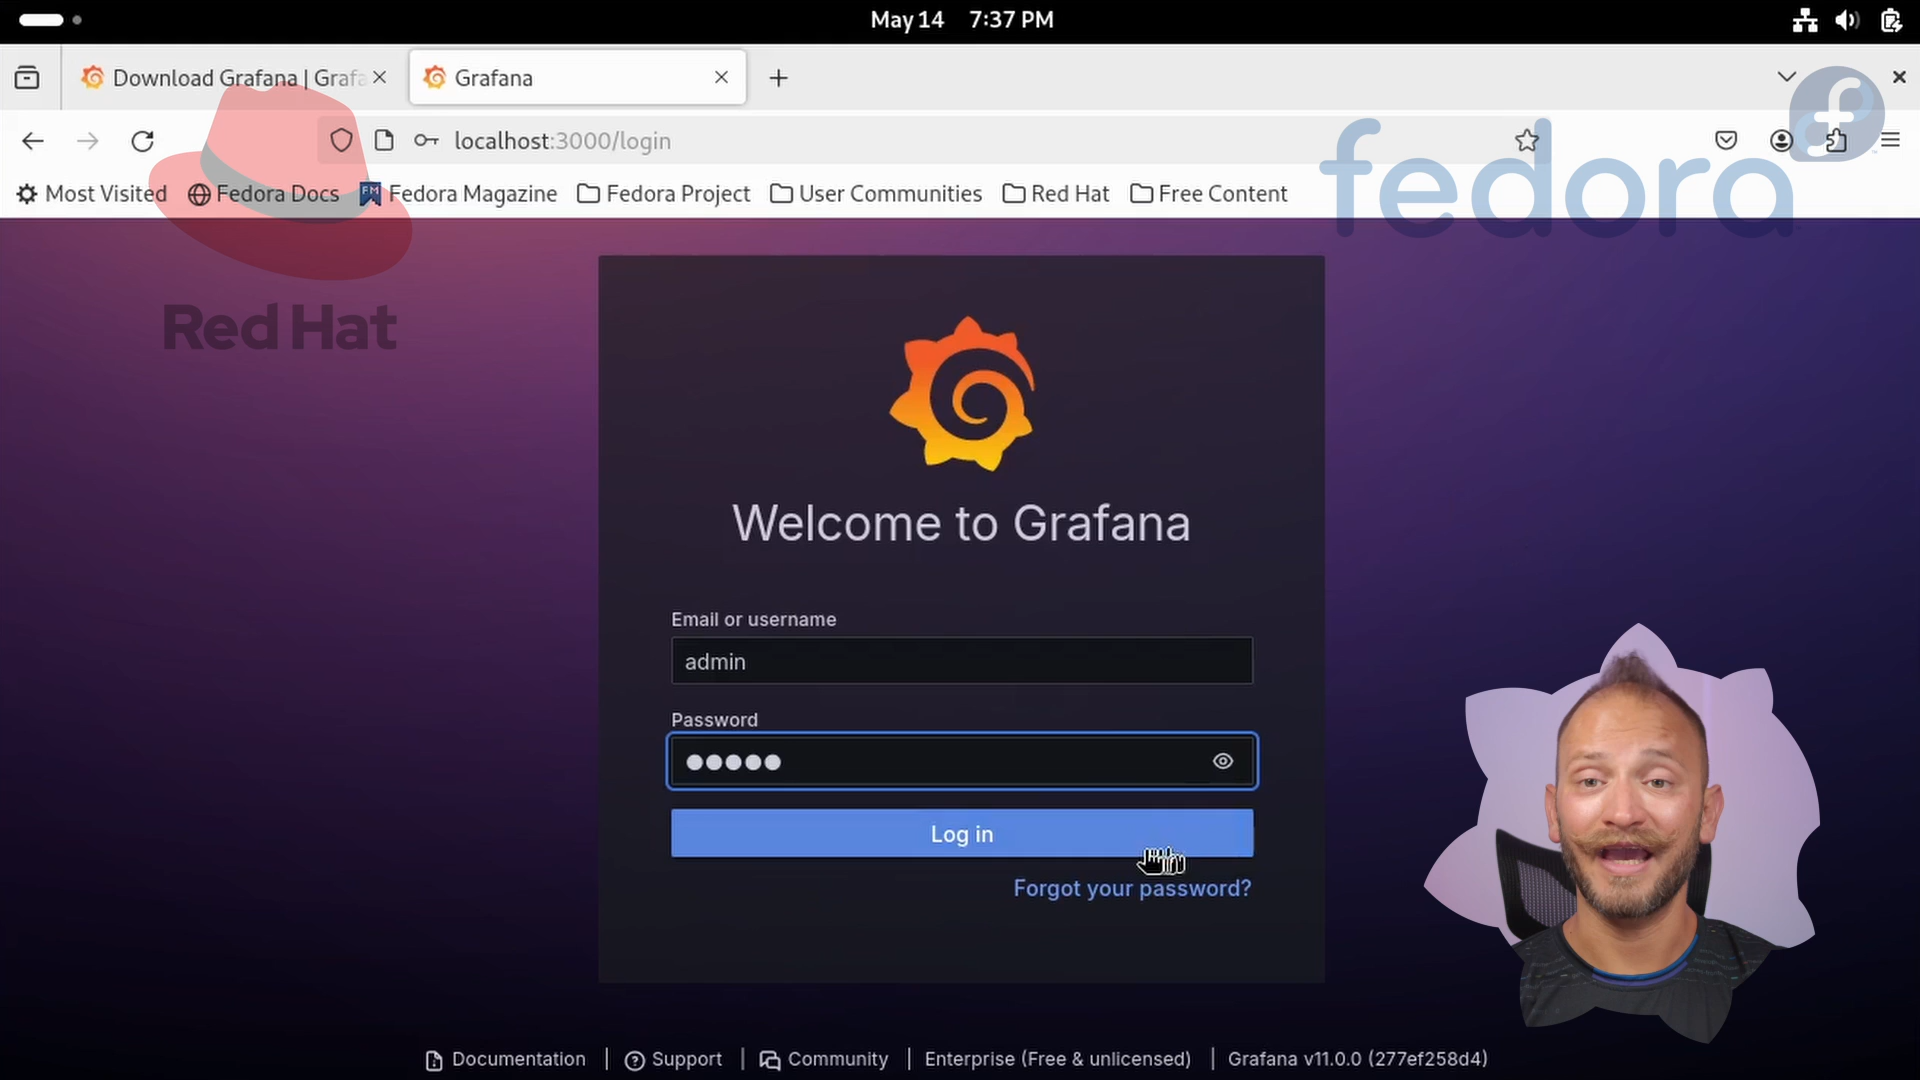 May 14 7:37 PM
Download Grafana | Grafa
Grafana
localhost:3000/login
Most Visited
Fedora Docs
FM
Fedora Magazine
Fedora Project
User Communities
Red Hat
Free Content
fedora
Red Hat
Welcome to Grafana
Email or username
admin
Password
Log in
Forgot your password?
Documentation | Support | Community | Enterprise (Free & unlicensed) | Grafana v11.0.0 (277ef258d4)